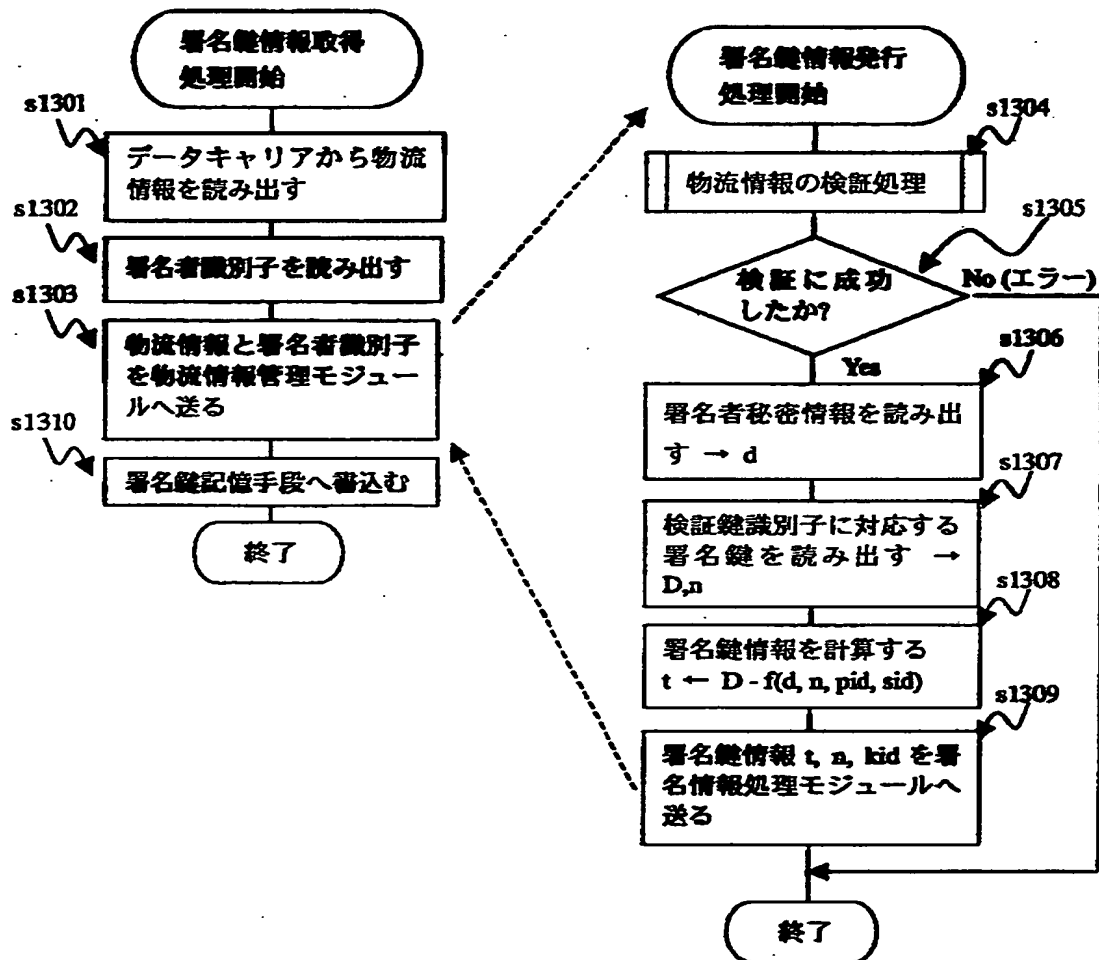 署名鍵情報取得
処理開始
s1301
データキャリアから物流
情報を読み出す
s1302
署名者識別子を読み出す
s1303
物流情報と署名者識別子
を物流情報管理モジュー
ルへ送る
s1310
署名鍵記憶手段へ書込む
終了
署名鍵情報発行
処理開始
s1304
物流情報の検証処理
s1305
検証に成功
したか?
No (エラー)
Yes
s1306
署名者秘密情報を読み出
す → d
s1307
検証鍵識別子に対応する
署名鍵を読み出す →
D,n
s1308
署名鍵情報を計算する
t ← D - f(d, n, pid, sid)
s1309
署名鍵情報 t, n, kid を署
名情報処理モジュールへ
送る
終了